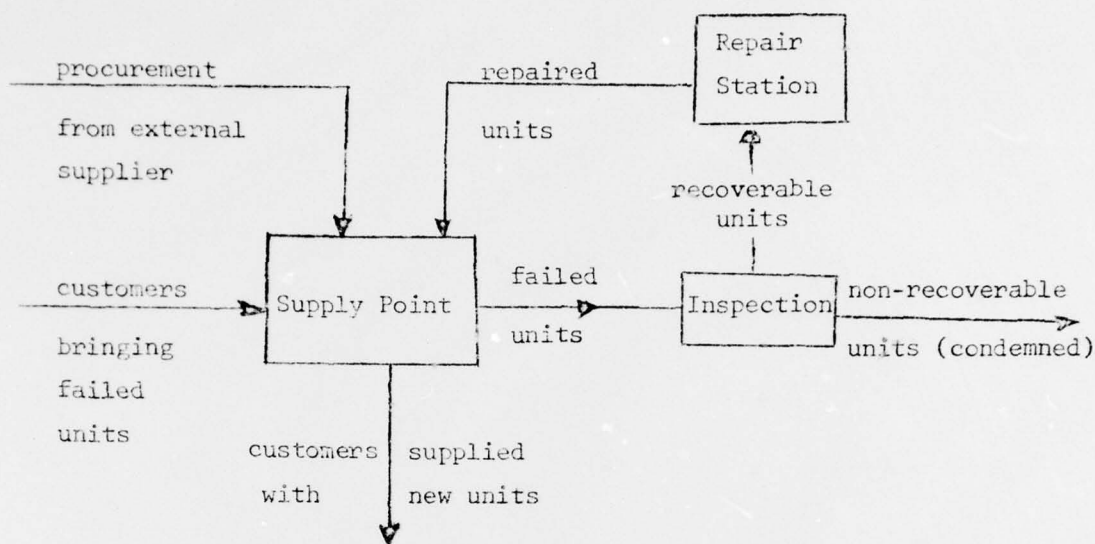 procurement
from external
supplier
repaired
units
Repair
Station
recoverable
units
customers
bringing
failed
units
Supply Point
failed
units
Inspection
non-recoverable
units (condemned)
customers
with
supplied
new units